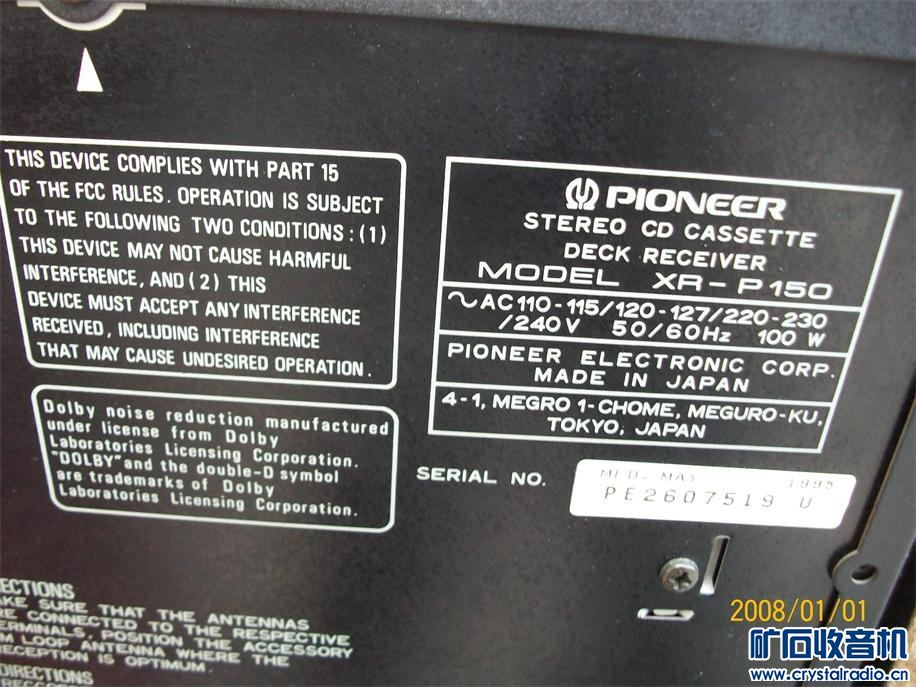 THIS DEVICE COMPLIES WITH PART 15
OF THE FCC RULES. OPERATION IS SUBJECT
TO THE FOLLOWING TWO CONDITIONS: (1)
THIS DEVICE MAY NOT CAUSE HARMFUL
INTERFERENCE, AND (2) THIS
DEVICE MUST ACCEPT ANY INTERFERENCE
RECEIVED, INCLUDING INTERFERENCE
THAT MAY CAUSE UNDESIRED OPERATION.
Dolby noise reduction manufactured
under license from Dolby
Laboratories Licensing Corporation.
"DOLBY" and the double-D symbol
are trademarks of Dolby
Laboratories Licensing Corporation.
PIONEER
STEREO CD CASSETTE
DECK RECEIVER
MODEL XR-P150
~AC110-115/120-127/220-230
/240V 50/60Hz 100 W
PIONEER ELECTRONIC CORP.
MADE IN JAPAN
4-1, MEGRO 1-CHOME, MEGURO-KU,
TOKYO, JAPAN
SERIAL NO.
MFD. MAY 1995
PE2607519 U
ECTIONS
AKE SURE THAT THE ANTENNAS
RE CONNECTED TO THE RESPECTIVE
ERMINALS, POSITION THE ACCESSORY
M LOOP ANTENNA WHERE THE
RECEPTION IS OPTIMUM.
DIRECTIONS
2008/01/01
矿石收音机
www.crystalradio.cn